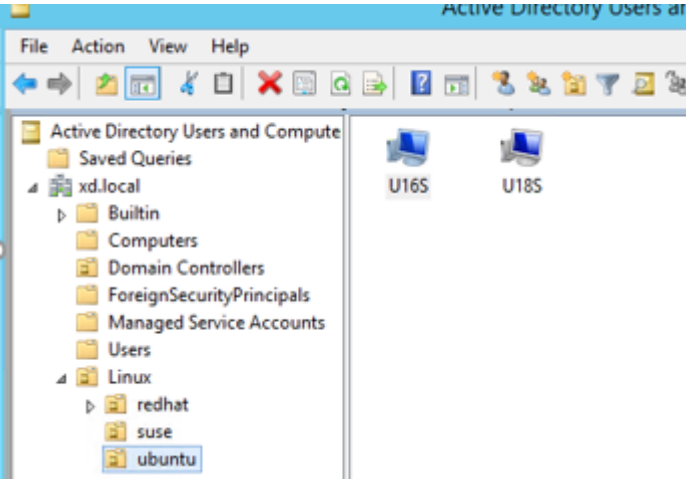 Active Directory Users an
File Action View Help
Active Directory Users and Compute
Saved Queries
xd.local
Builtin
Computers
Domain Controllers
ForeignSecurityPrincipals
Managed Service Accounts
Users
Linux
redhat
suse
ubuntu
U16S U18S